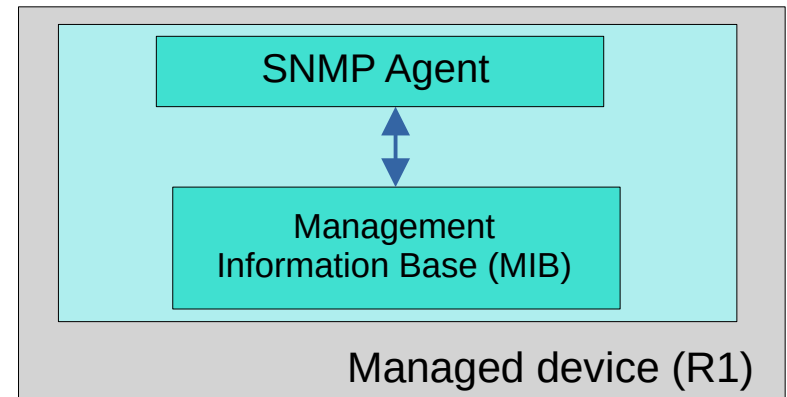 SNMP Agent
Management
Information Base (MIB)
Managed device (R1)